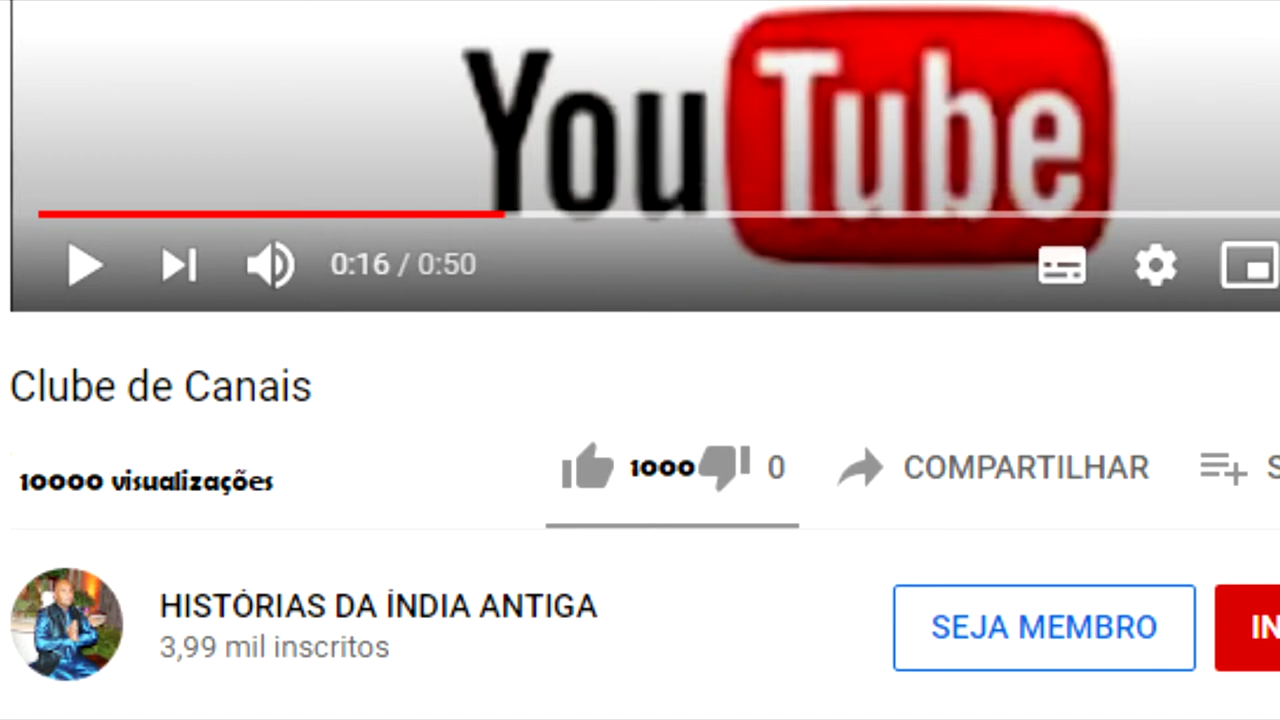 YouTube
0:16 / 0:50
Clube de Canais
10000 visualizações
1000 0 COMPARTILHAR S
HISTÓRIAS DA ÍNDIA ANTIGA
3,99 mil inscritos
SEJA MEMBRO IN